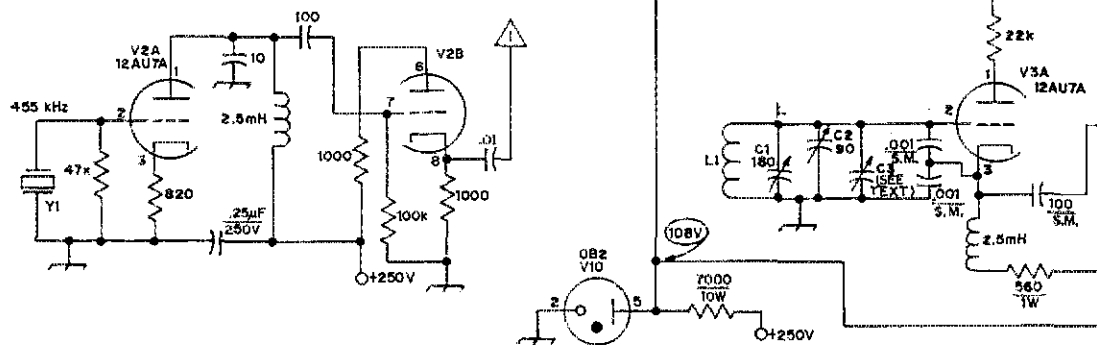 100
V2A
12AU7A
1
10
2.5mH
455 kHz
2
3
47k
Y1
820
.25µF
250V
V2B
6
7
8
.01
1000
1000
100k
+250V
1
108V
0B2
V10
2
5
7000
10W
+250V
22k
V3A
12AU7A
1
2
3
L1
C1
180
C2
90
C3
(SEE
TEXT)
.001
S.M.
.001
S.M.
100
S.M.
2.5mH
560
1W